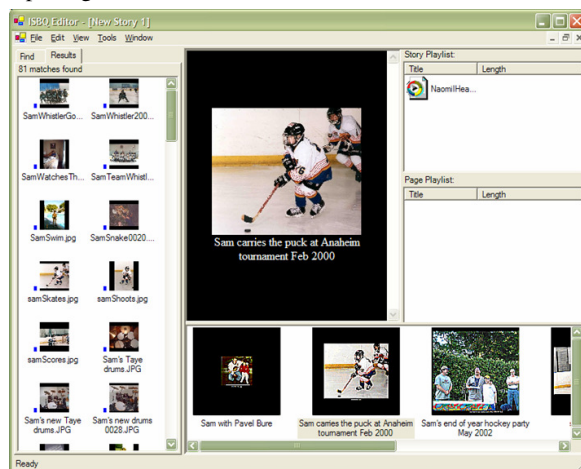 ISBO Editor - [New Story 1]
File Edit View Tools Window
Find Results
81 matches found
SamWhistlerGo... SamWhistler200...
SamWatchesTh... SamTeamWhistl...
SamSwim.jpg SamSnake0020....
samSkates.jpg samShoots.jpg
samScores.jpg Sam's Taye
drums.JPG
Sam's new Taye Sam's new drums
drums.JPG 0028.JPG
Sam carries the puck at Anaheim
tournament Feb 2000
Story Playlist:
Title Length
NaomiIHea...
Page Playlist:
Title Length
Sam with Pavel Bure Sam carries the puck at Anaheim Sam's end of year hockey party
tournament Feb 2000 May 2002
Ready